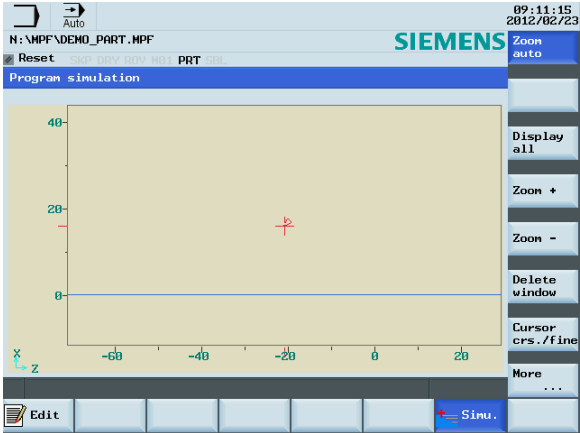 09:11:15
Auto
2012/02/23
N:\MPF\DEMO_PART.MPF
SIEMENS
Zoom
auto
Reset
SKP DRY ROV M01 PRT SBL
Program simulation
40
Display
all
Zoom +
20
Zoom -
Delete
window
0
Cursor
crs./fine
X
Z
-60
-40
-20
0
20
More
...
Edit
Simu.